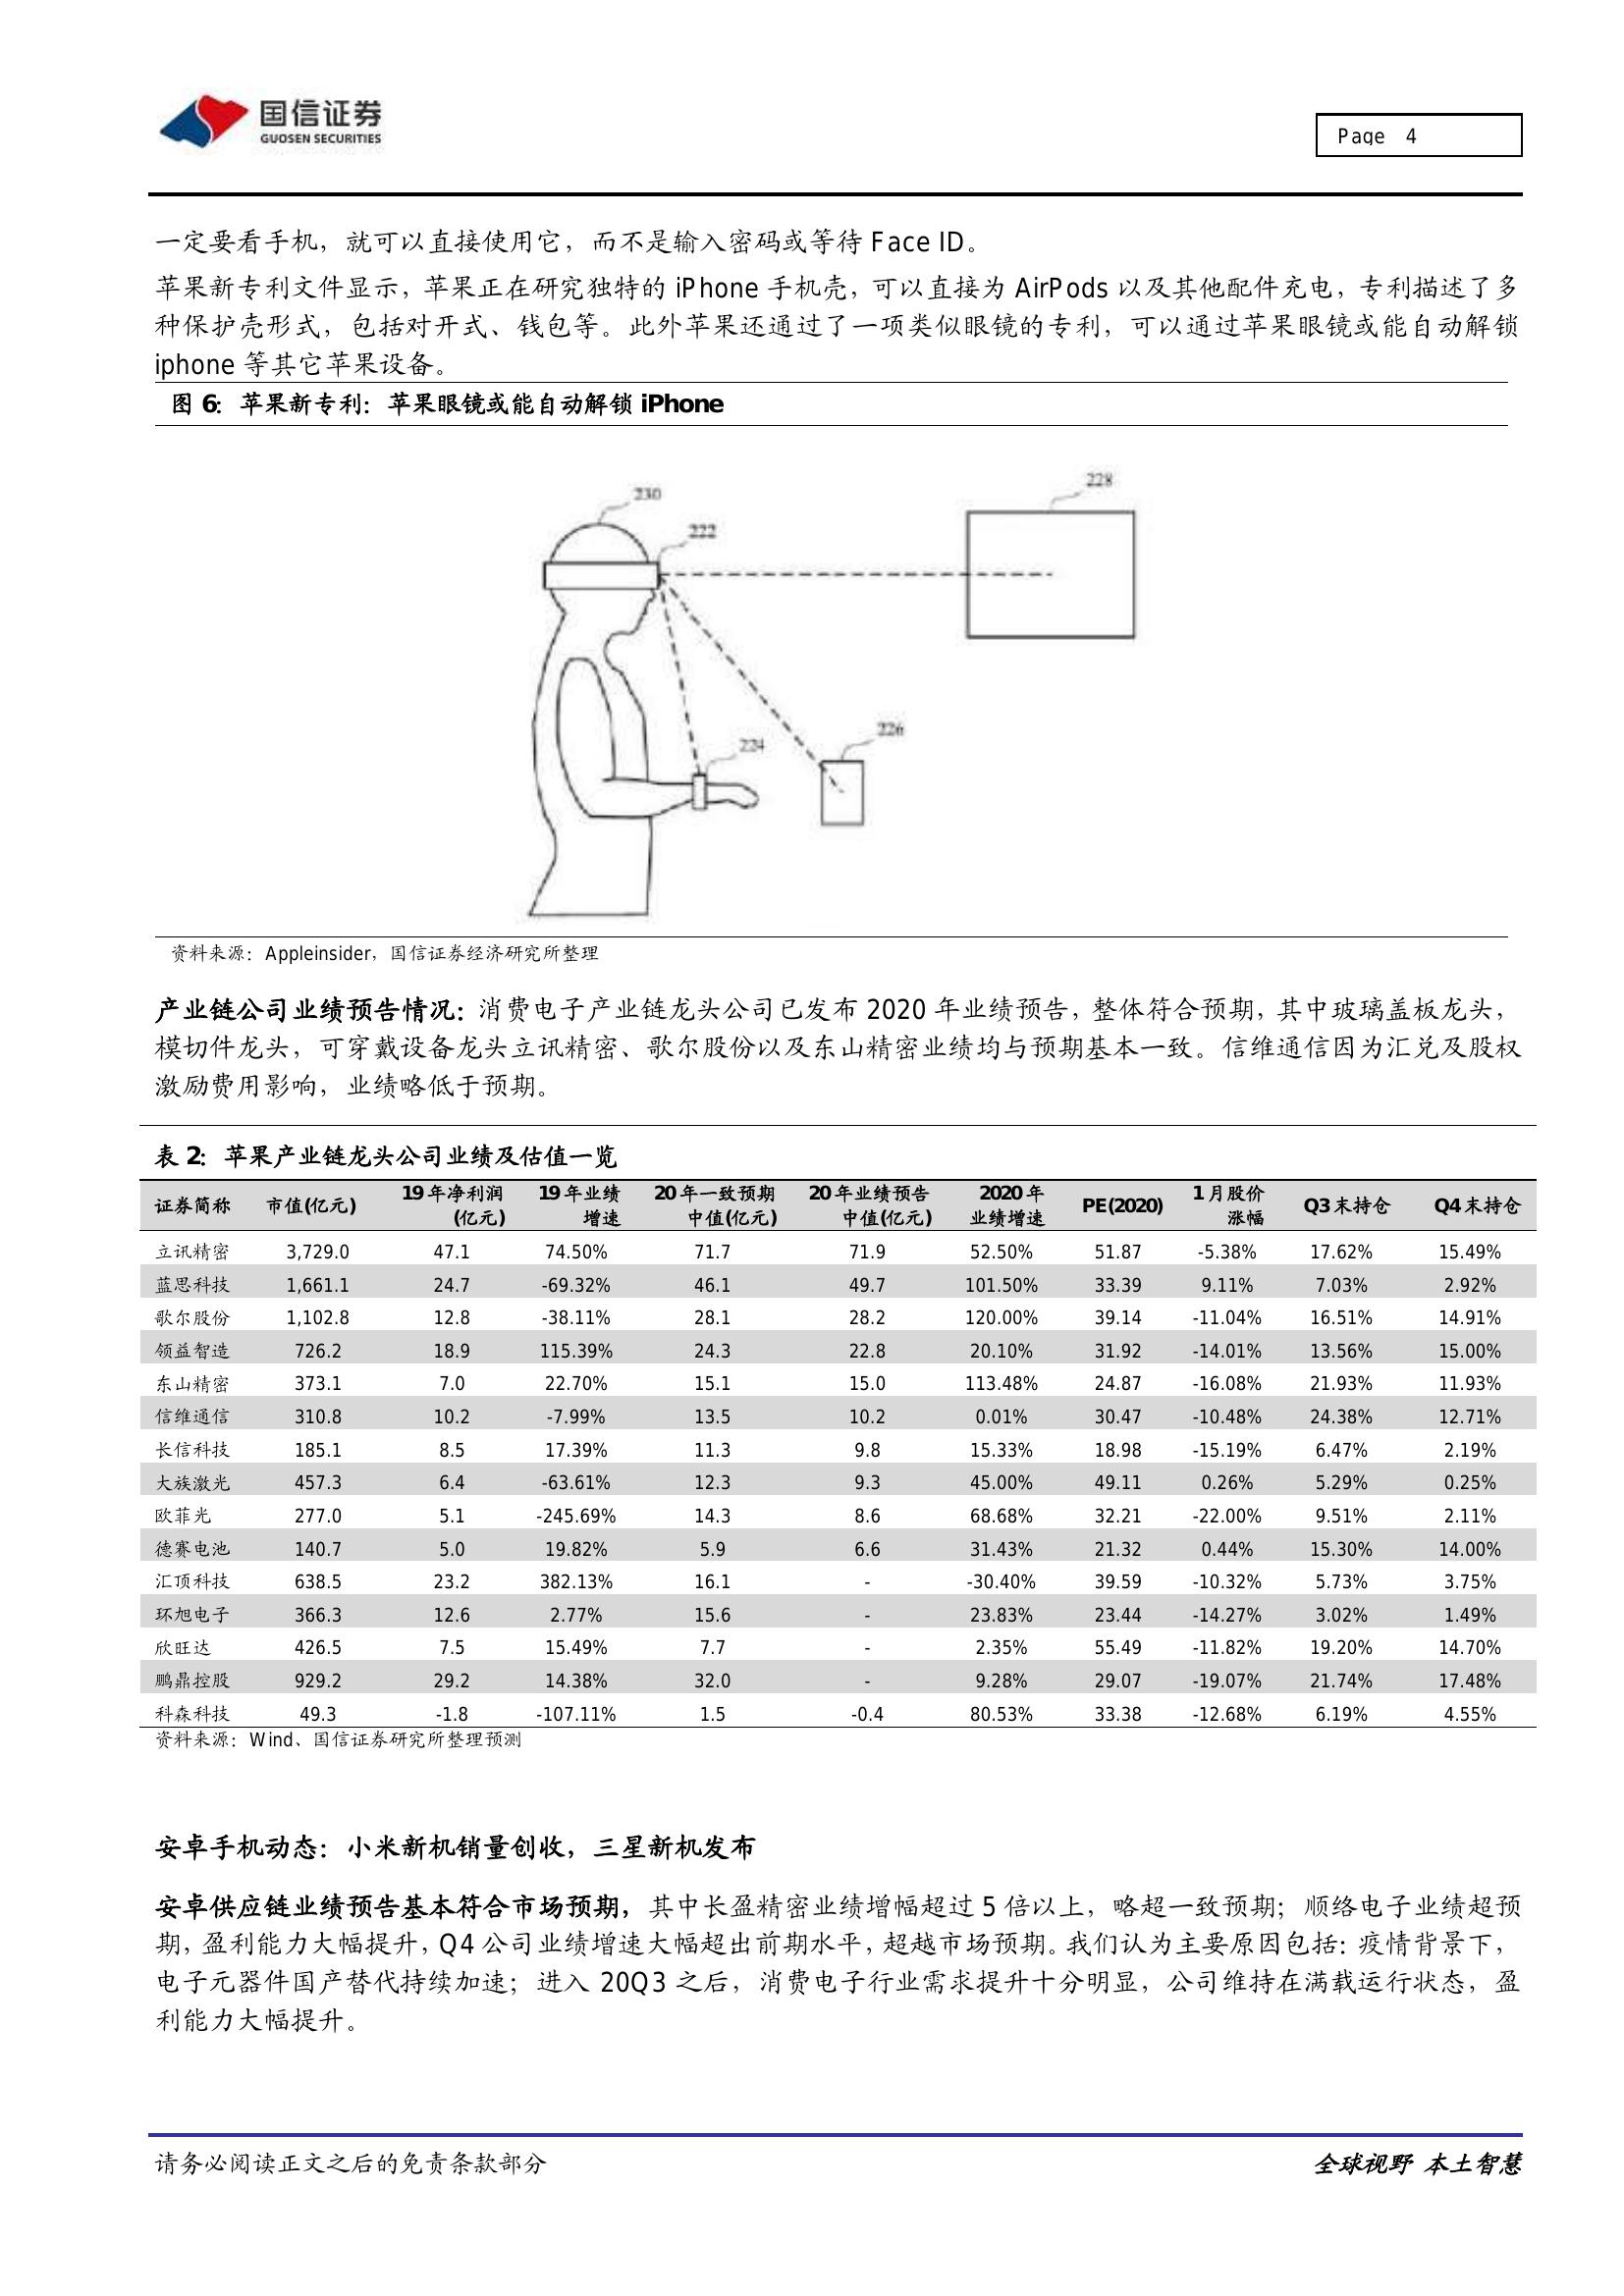 国信证券
GUOSEN SECURITIES
Page 4
一定要看手机，就可以直接使用它，而不是输入密码或等待 Face ID。
苹果新专利文件显示，苹果正在研究独特的 iPhone 手机壳，可以直接为 AirPods 以及其他配件充电，专利描述了多
种保护壳形式，包括对开式、钱包等。此外苹果还通过了一项类似眼镜的专利，可以通过苹果眼镜或能自动解锁
iphone 等其它苹果设备。
图 6：苹果新专利：苹果眼镜或能自动解锁 iPhone
230
222
228
224
226
资料来源：Appleinsider，国信证券经济研究所整理
产业链公司业绩预告情况：消费电子产业链龙头公司已发布 2020 年业绩预告，整体符合预期，其中玻璃盖板龙头，
模切件龙头，可穿戴设备龙头立讯精密、歌尔股份以及东山精密业绩均与预期基本一致。信维通信因为汇兑及股权
激励费用影响，业绩略低于预期。
表 2：苹果产业链龙头公司业绩及估值一览
证券简称 市值(亿元) 19 年净利润(亿元) 19 年业绩增速 20 年一致预期中值(亿元) 20 年业绩预告中值(亿元) 2020 年业绩增速 PE(2020) 1 月股价涨幅 Q3 末持仓 Q4 末持仓
立讯精密 3,729.0 47.1 74.50% 71.7 71.9 52.50% 51.87 -5.38% 17.62% 15.49%
蓝思科技 1,661.1 24.7 -69.32% 46.1 49.7 101.50% 33.39 9.11% 7.03% 2.92%
歌尔股份 1,102.8 12.8 -38.11% 28.1 28.2 120.00% 39.14 -11.04% 16.51% 14.91%
领益智造 726.2 18.9 115.39% 24.3 22.8 20.10% 31.92 -14.01% 13.56% 15.00%
东山精密 373.1 7.0 22.70% 15.1 15.0 113.48% 24.87 -16.08% 21.93% 11.93%
信维通信 310.8 10.2 -7.99% 13.5 10.2 0.01% 30.47 -10.48% 24.38% 12.71%
长信科技 185.1 8.5 17.39% 11.3 9.8 15.33% 18.98 -15.19% 6.47% 2.19%
大族激光 457.3 6.4 -63.61% 12.3 9.3 45.00% 49.11 0.26% 5.29% 0.25%
欧菲光 277.0 5.1 -245.69% 14.3 8.6 68.68% 32.21 -22.00% 9.51% 2.11%
德赛电池 140.7 5.0 19.82% 5.9 6.6 31.43% 21.32 0.44% 15.30% 14.00%
汇顶科技 638.5 23.2 382.13% 16.1 - -30.40% 39.59 -10.32% 5.73% 3.75%
环旭电子 366.3 12.6 2.77% 15.6 - 23.83% 23.44 -14.27% 3.02% 1.49%
欣旺达 426.5 7.5 15.49% 7.7 - 2.35% 55.49 -11.82% 19.20% 14.70%
鹏鼎控股 929.2 29.2 14.38% 32.0 - 9.28% 29.07 -19.07% 21.74% 17.48%
科森科技 49.3 -1.8 -107.11% 1.5 -0.4 80.53% 33.38 -12.68% 6.19% 4.55%
资料来源：Wind、国信证券研究所整理预测
安卓手机动态：小米新机销量创收，三星新机发布
安卓供应链业绩预告基本符合市场预期，其中长盈精密业绩增幅超过 5 倍以上，略超一致预期；顺络电子业绩超预
期，盈利能力大幅提升，Q4 公司业绩增速大幅超出前期水平，超越市场预期。我们认为主要原因包括：疫情背景下，
电子元器件国产替代持续加速；进入 20Q3 之后，消费电子行业需求提升十分明显，公司维持在满载运行状态，盈
利能力大幅提升。
请务必阅读正文之后的免责条款部分
全球视野 本土智慧